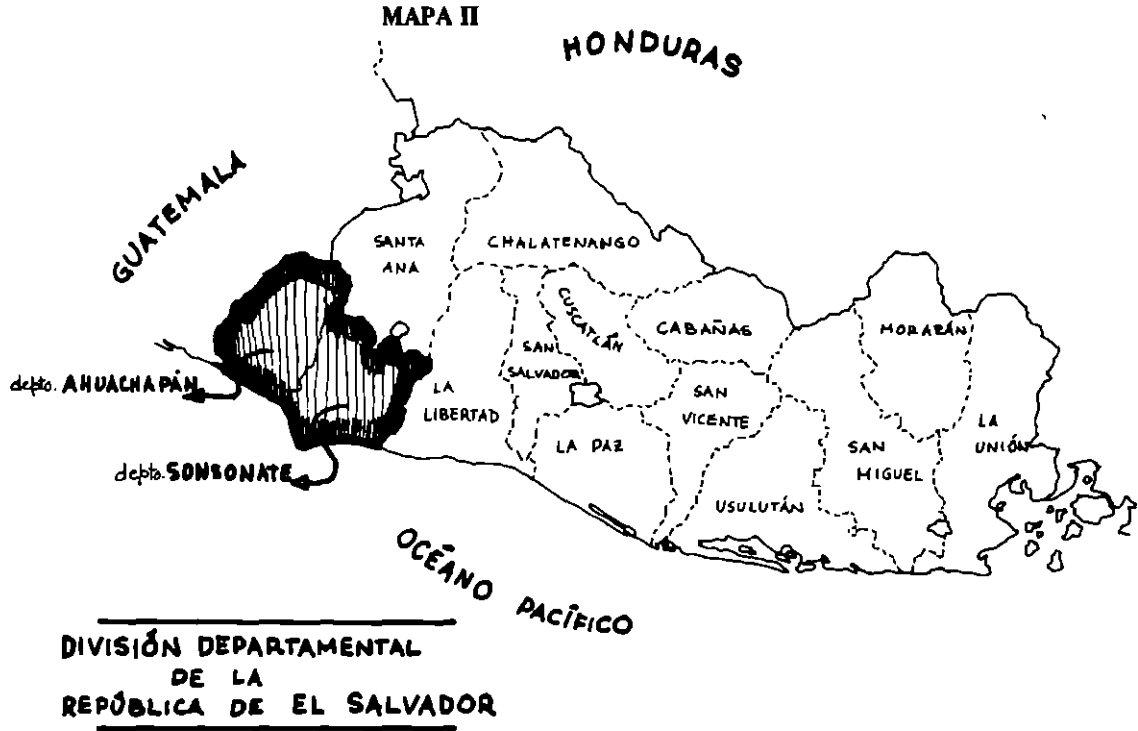 MAPA II
HONDURAS
GUATEMALA
SANTA
ANA
CHALATENANGO
CUSCATLÁN
CABAÑAS
MORAZÁN
SAN
SALVADOR
depto. AHUACHAPÁN
LA
LIBERTAD
SAN
VICENTE
LA
UNIÓN
LA PAZ
SAN
MIGUEL
depto. SONSONATE
USULUTÁN
OCÉANO PACÍFICO
DIVISIÓN DEPARTAMENTAL
DE LA
REPÚBLICA DE EL SALVADOR